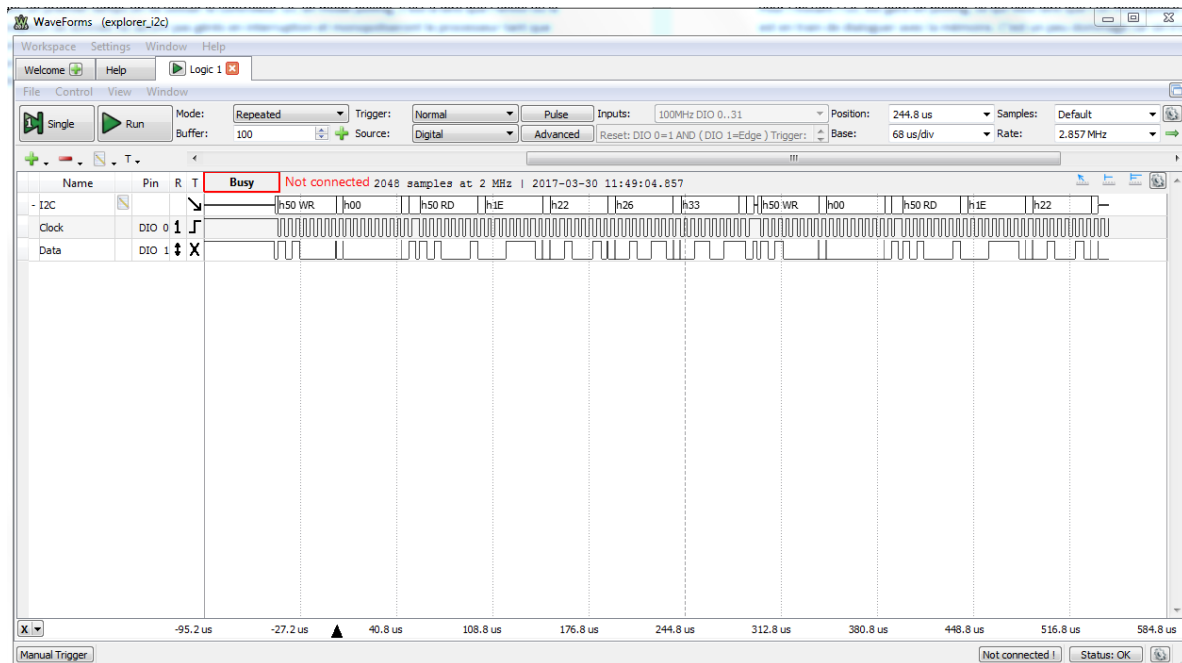 WaveForms (explorer_i2c)
Workspace Settings Window Help
Welcome Help Logic 1
File Control View Window
Single Run Mode: Repeated Trigger: Normal Pulse Inputs: 100MHz DIO 0..31 Position: 244.8 us Samples: Default
Buffer: 100 Source: Digital Advanced Reset: DIO 0=1 AND ( DIO 1=Edge ) Trigger: Base: 68 us/div Rate: 2.857 MHz
T
Name Pin R T Busy Not connected 2048 samples at 2 MHz | 2017-03-30 11:49:04.857
- I2C h50 WR h00 h50 RD h1E h22 h26 h33 h50 WR h00 h50 RD h1E h22
Clock DIO 0 1
Data DIO 1 X
X -95.2 us -27.2 us 40.8 us 108.8 us 176.8 us 244.8 us 312.8 us 380.8 us 448.8 us 516.8 us 584.8 us
Manual Trigger Not connected ! Status: OK